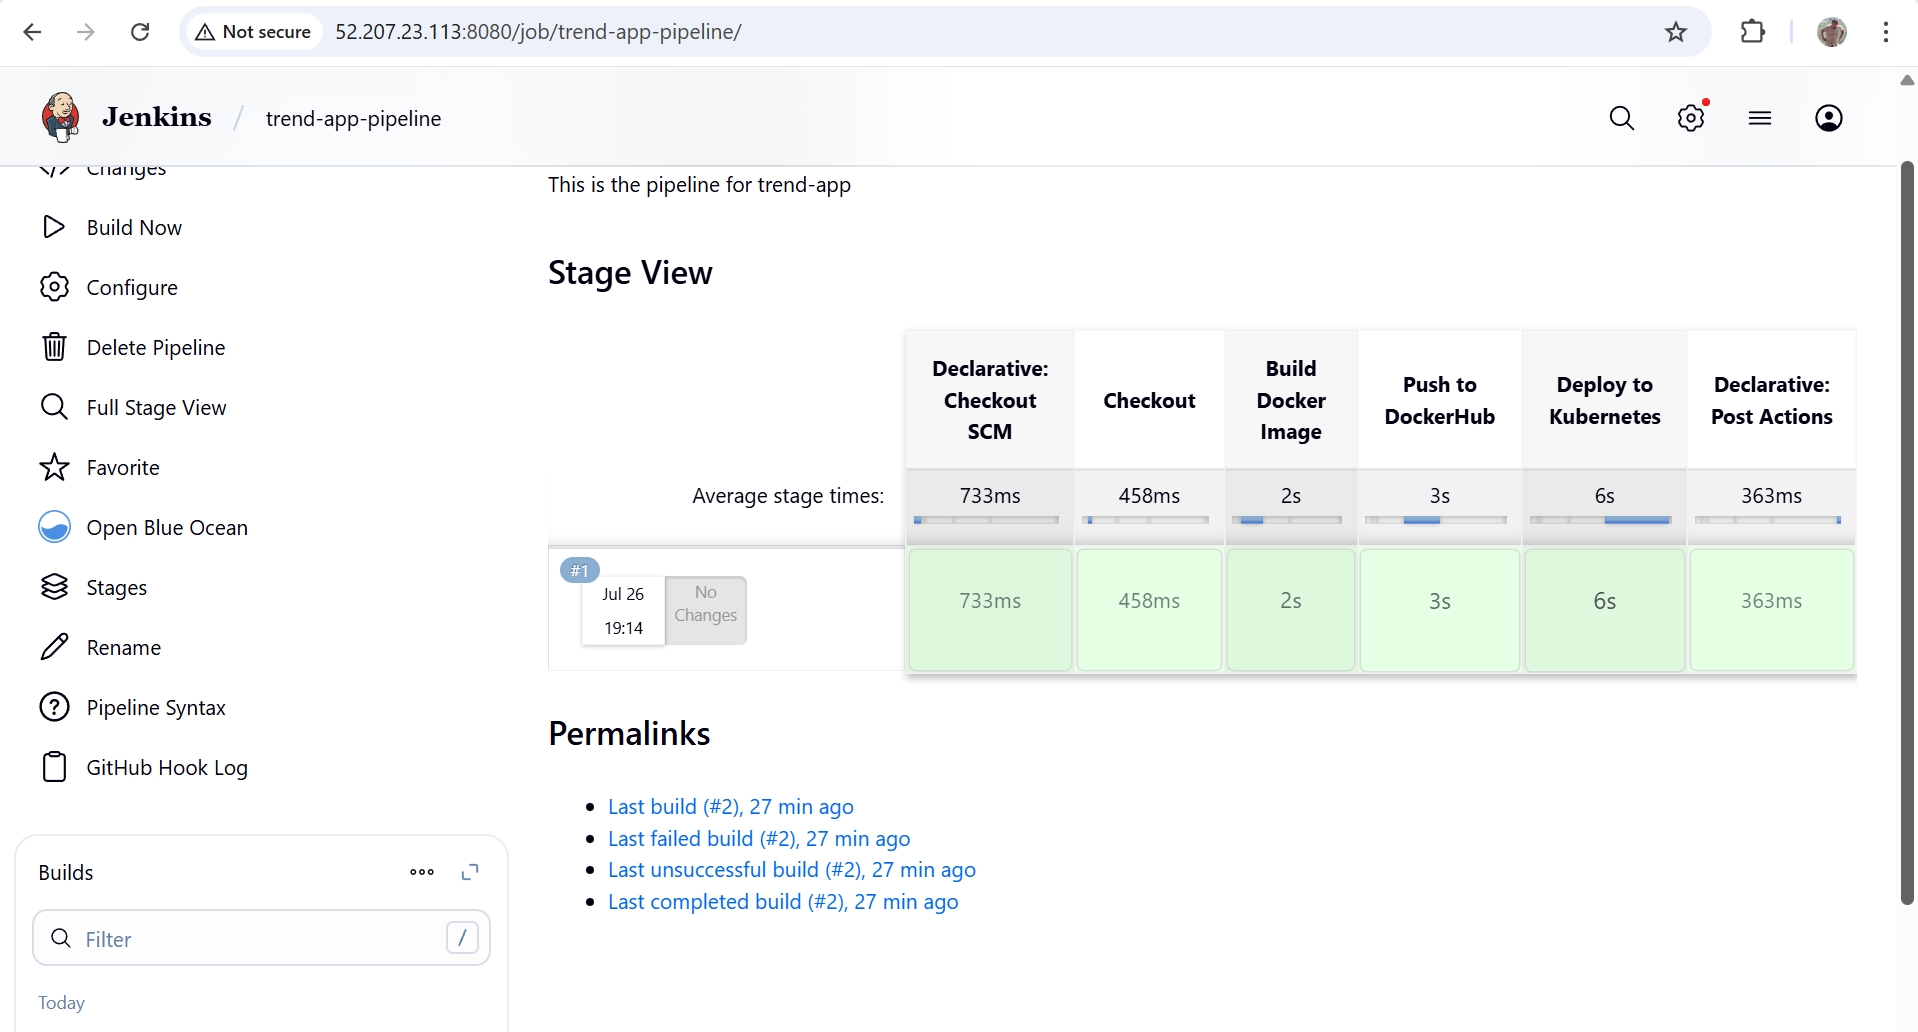 Not secure
52.207.23.113:8080/job/trend-app-pipeline/
Jenkins / trend-app-pipeline
Changes
Build Now
Configure
Delete Pipeline
Full Stage View
Favorite
Open Blue Ocean
Stages
Rename
Pipeline Syntax
GitHub Hook Log
Builds
Filter
/
Today
This is the pipeline for trend-app
Stage View
Declarative:
Checkout
SCM
Checkout
Build
Docker
Image
Push to
DockerHub
Deploy to
Kubernetes
Declarative:
Post Actions
Average stage times:
733ms
458ms
2s
3s
6s
363ms
#1
Jul 26
19:14
No
Changes
733ms
458ms
2s
3s
6s
363ms
Permalinks
Last build (#2), 27 min ago
Last failed build (#2), 27 min ago
Last unsuccessful build (#2), 27 min ago
Last completed build (#2), 27 min ago